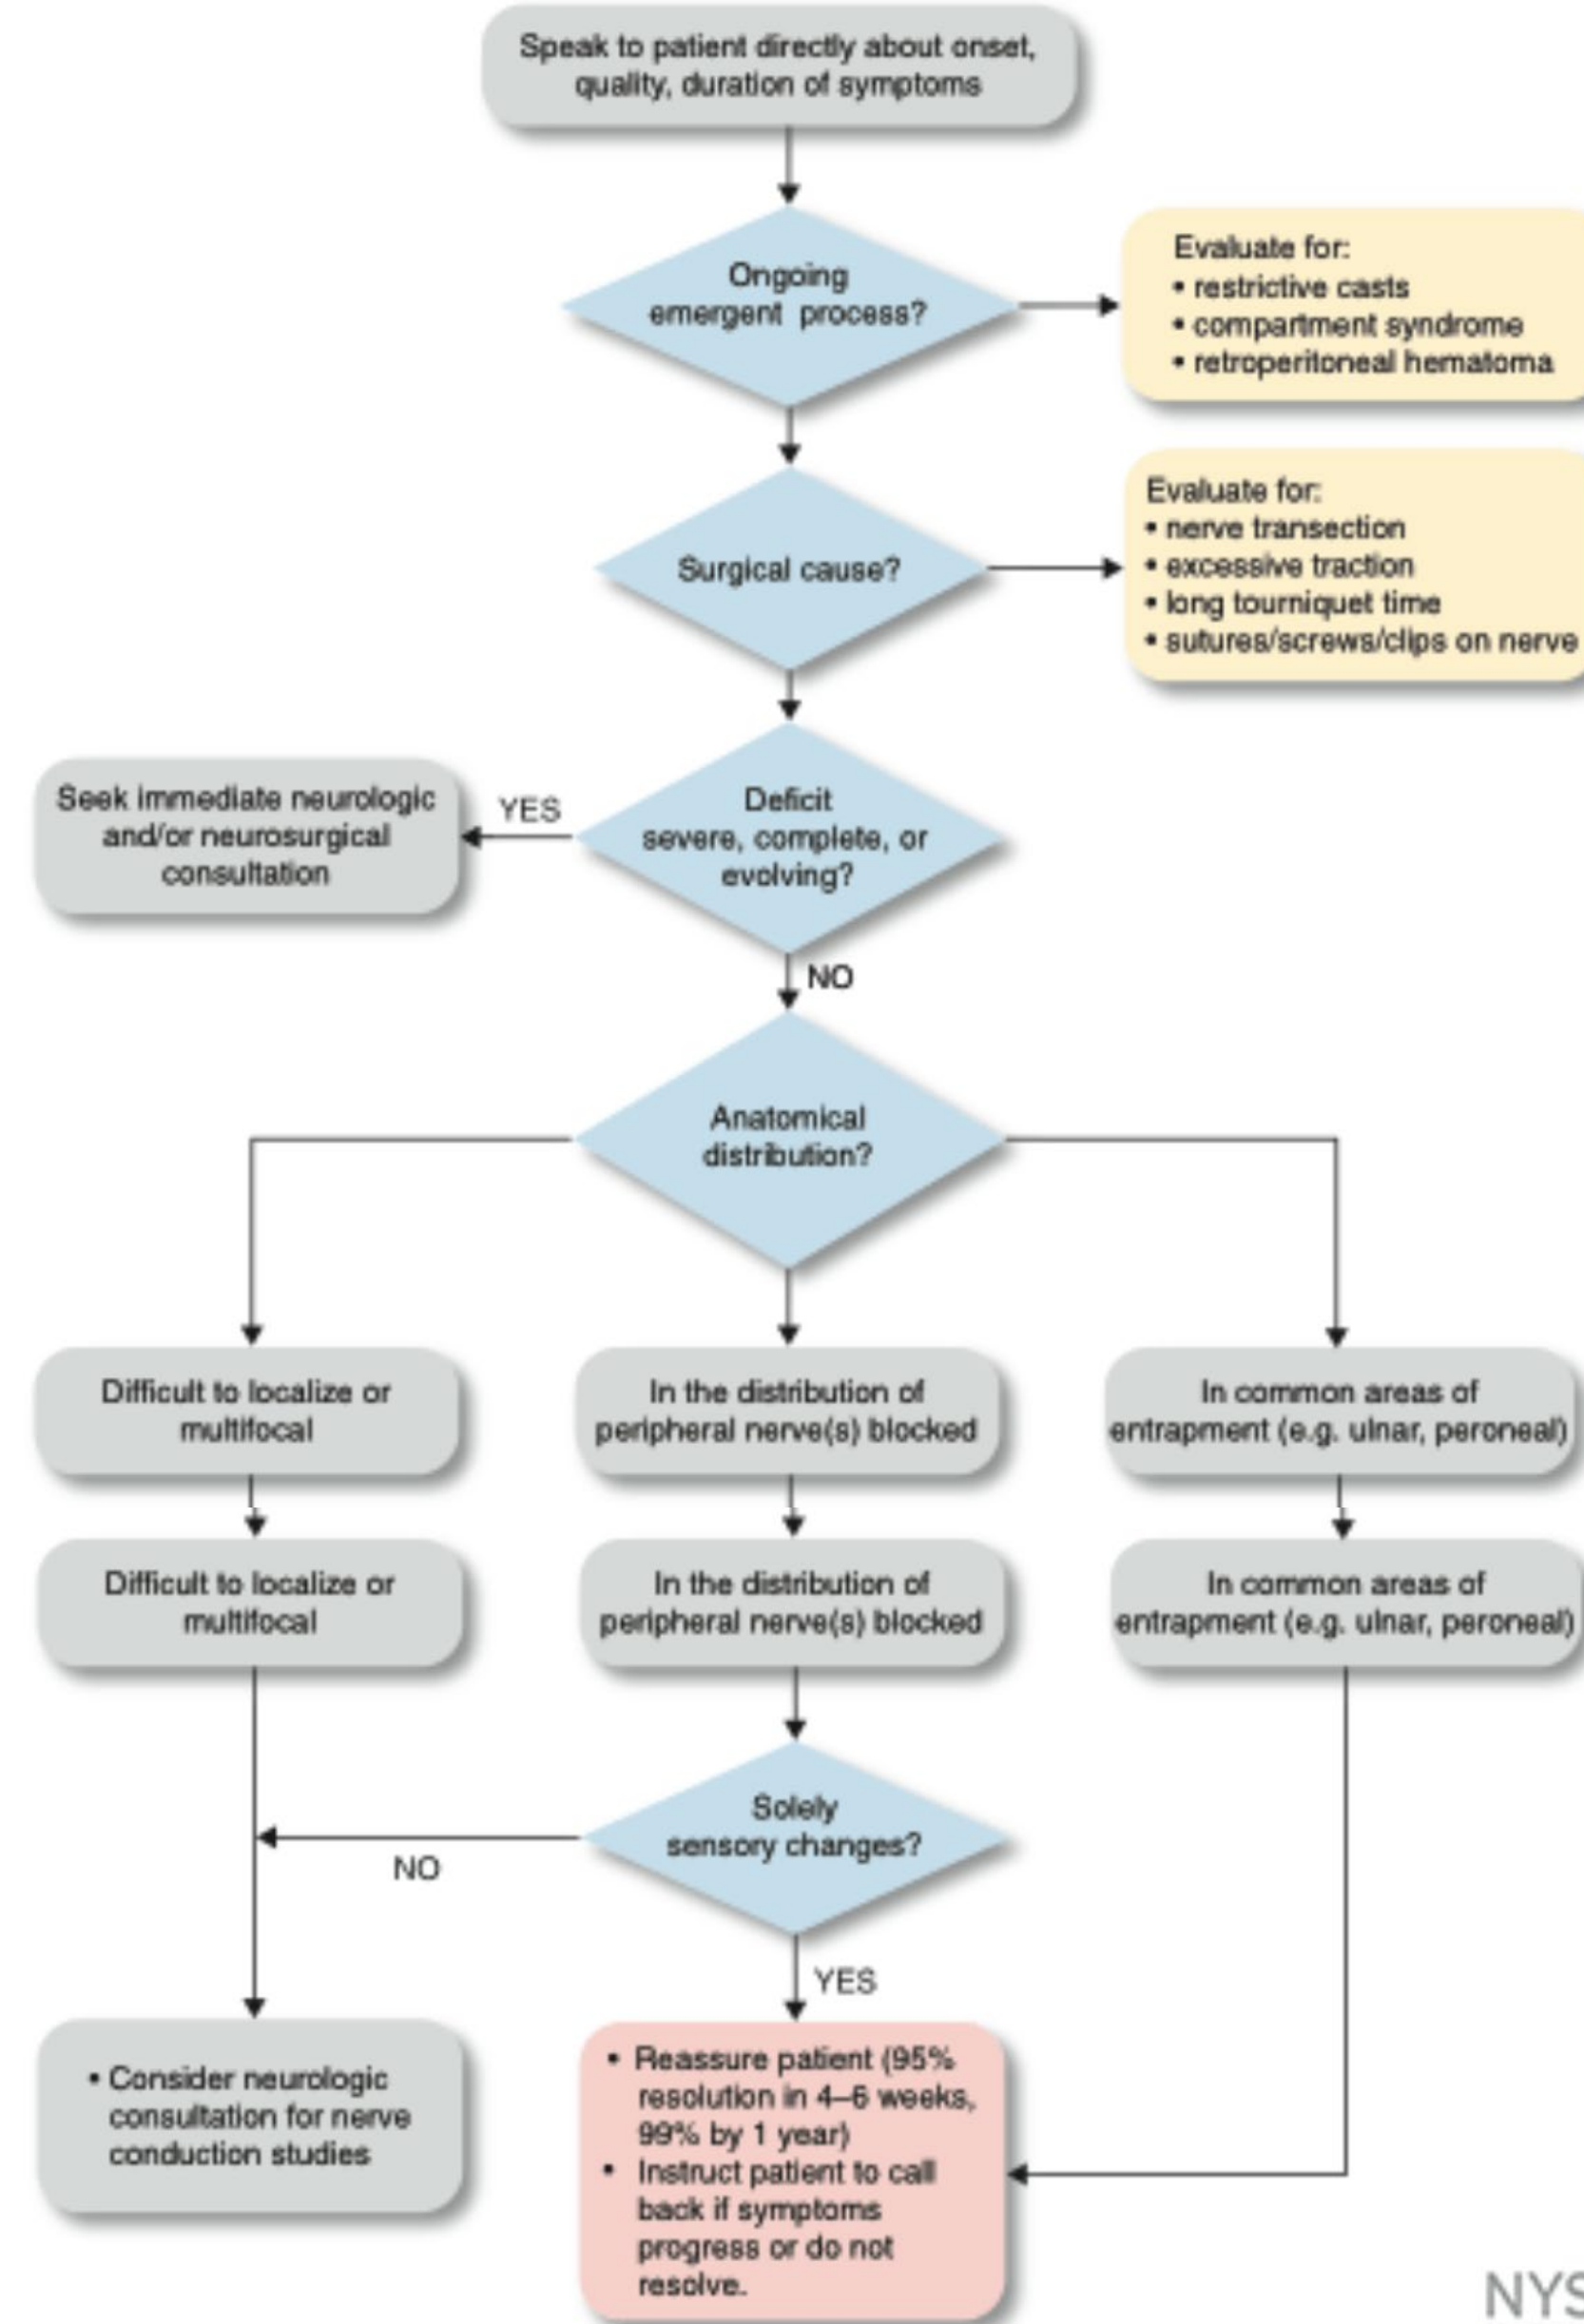 Speak to patient directly about onset,
quality, duration of symptoms
Ongoing
emergent process?
Evaluate for:
• restrictive casts
• compartment syndrome
• retroperitoneal hematoma
Surgical cause?
Evaluate for:
• nerve transection
• excessive traction
• long tourniquet time
• sutures/screws/clips on nerve
Seek immediate neurologic
and/or neurosurgical
consultation
YES
Deficit
severe, complete, or
evolving?
NO
Anatomical
distribution?
Difficult to localize or
multifocal
In the distribution of
peripheral nerve(s) blocked
In common areas of
entrapment (e.g. ulnar, peroneal)
Difficult to localize or
multifocal
In the distribution of
peripheral nerve(s) blocked
In common areas of
entrapment (e.g. ulnar, peroneal)
Solely
sensory changes?
NO
YES
• Consider neurologic
consultation for nerve
conduction studies
• Reassure patient (95%
resolution in 4–6 weeks,
99% by 1 year)
• Instruct patient to call
back if symptoms
progress or do not
resolve.
NYS